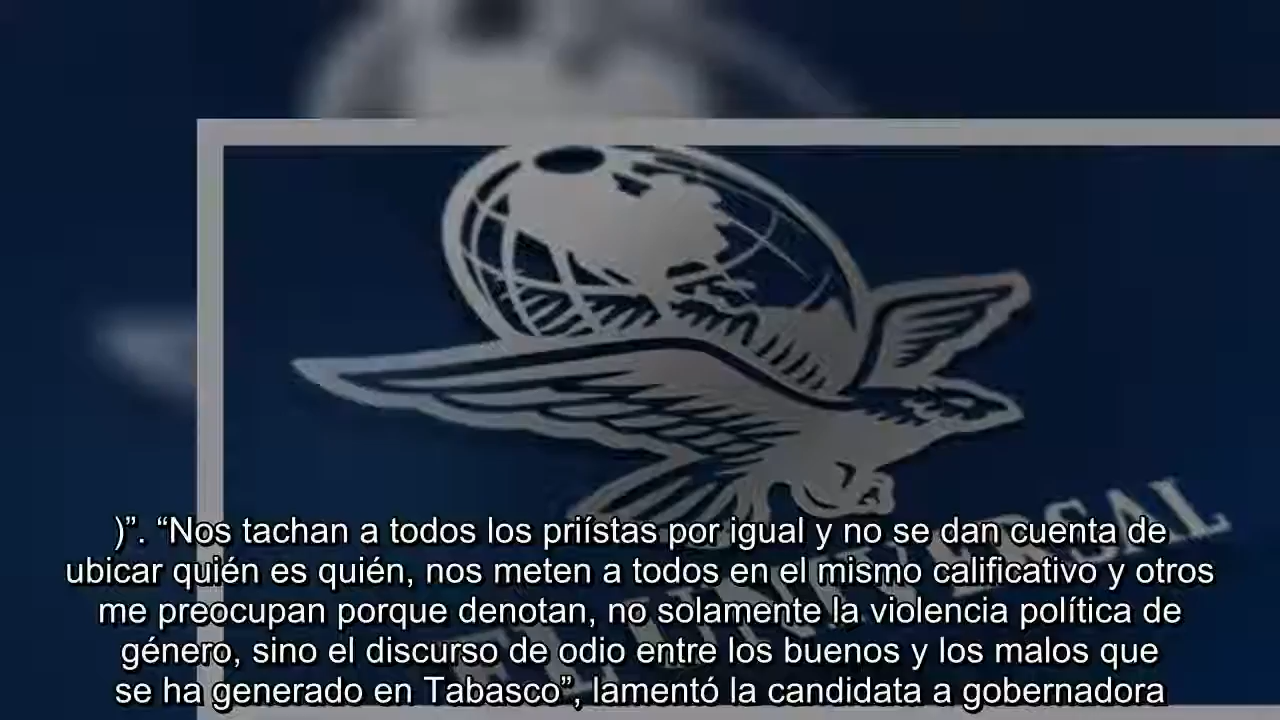 )”. “Nos tachan a todos los priístas por igual y no se dan cuenta de
ubicar quién es quién, nos meten a todos en el mismo calificativo y otros
me preocupan porque denotan, no solamente la violencia política de
género, sino el discurso de odio entre los buenos y los malos que
se ha generado en Tabasco”, lamentó la candidata a gobernadora
EL UNIVERSAL